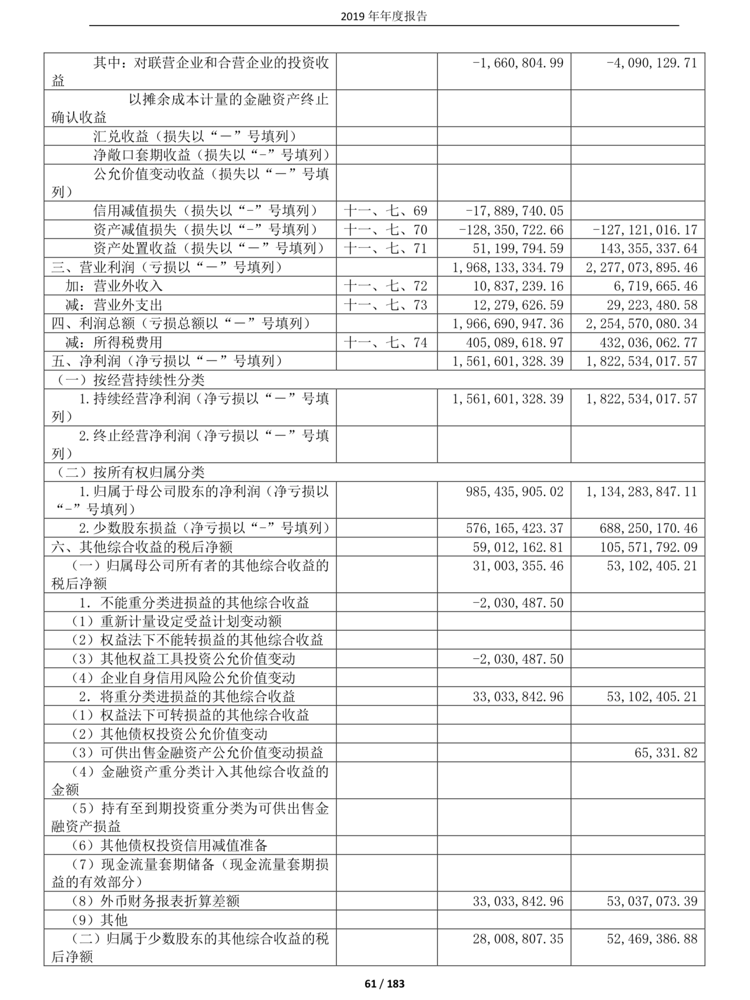 2019 年年度报告
其中：对联营企业和合营企业的投资收 -1,660,804.99 -4,090,129.71
益
以摊余成本计量的金融资产终止
确认收益
汇兑收益（损失以“－”号填列）
净敞口套期收益（损失以“-”号填列）
公允价值变动收益（损失以“－”号填
列）
信用减值损失（损失以“-”号填列） 十一、七、69 -17,889,740.05
资产减值损失（损失以“-”号填列） 十一、七、70 -128,350,722.66 -127,121,016.17
资产处置收益（损失以“－”号填列） 十一、七、71 51,199,794.59 143,355,337.64
三、营业利润（亏损以“－”号填列） 1,968,133,334.79 2,277,073,895.46
加：营业外收入 十一、七、72 10,837,239.16 6,719,665.46
减：营业外支出 十一、七、73 12,279,626.59 29,223,480.58
四、利润总额（亏损总额以“－”号填列） 1,966,690,947.36 2,254,570,080.34
减：所得税费用 十一、七、74 405,089,618.97 432,036,062.77
五、净利润（净亏损以“－”号填列） 1,561,601,328.39 1,822,534,017.57
（一）按经营持续性分类
1.持续经营净利润（净亏损以“－”号填 1,561,601,328.39 1,822,534,017.57
列）
2.终止经营净利润（净亏损以“－”号填
列）
（二）按所有权归属分类
1.归属于母公司股东的净利润（净亏损以 985,435,905.02 1,134,283,847.11
“-”号填列）
2.少数股东损益（净亏损以“-”号填列） 576,165,423.37 688,250,170.46
六、其他综合收益的税后净额 59,012,162.81 105,571,792.09
（一）归属母公司所有者的其他综合收益的 31,003,355.46 53,102,405.21
税后净额
1．不能重分类进损益的其他综合收益 -2,030,487.50
（1）重新计量设定受益计划变动额
（2）权益法下不能转损益的其他综合收益
（3）其他权益工具投资公允价值变动 -2,030,487.50
（4）企业自身信用风险公允价值变动
2．将重分类进损益的其他综合收益 33,033,842.96 53,102,405.21
（1）权益法下可转损益的其他综合收益
（2）其他债权投资公允价值变动
（3）可供出售金融资产公允价值变动损益 65,331.82
（4）金融资产重分类计入其他综合收益的
金额
（5）持有至到期投资重分类为可供出售金
融资产损益
（6）其他债权投资信用减值准备
（7）现金流量套期储备（现金流量套期损
益的有效部分）
（8）外币财务报表折算差额 33,033,842.96 53,037,073.39
（9）其他
（二）归属于少数股东的其他综合收益的税 28,008,807.35 52,469,386.88
后净额
61 / 183